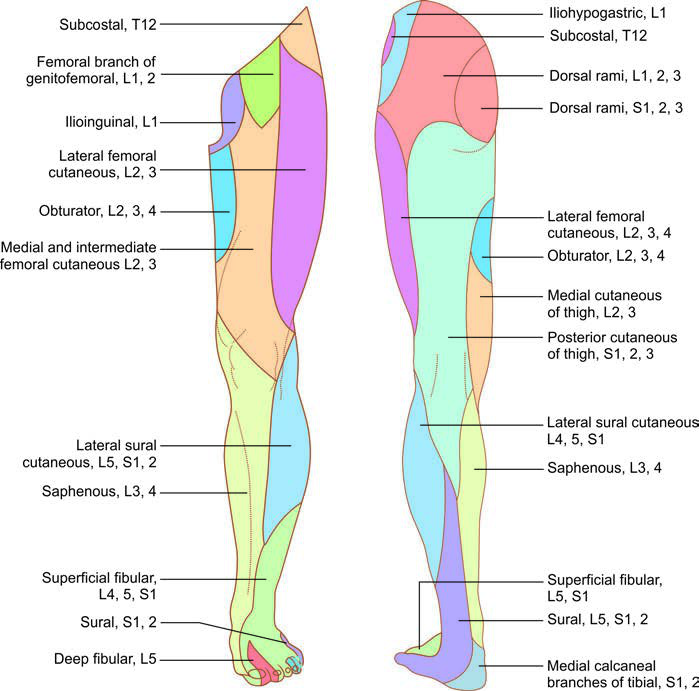 Subcostal, T12
Femoral branch of
genitofemoral, L1, 2
Ilioinguinal, L1
Lateral femoral
cutaneous, L2, 3
Obturator, L2, 3, 4
Medial and intermediate
femoral cutaneous L2, 3
Lateral sural
cutaneous, L5, S1, 2
Saphenous, L3, 4
Superficial fibular,
L4, 5, S1
Sural, S1, 2
Deep fibular, L5
Iliohypogastric, L1
Subcostal, T12
Dorsal rami, L1, 2, 3
Dorsal rami, S1, 2, 3
Lateral femoral
cutaneous, L2, 3, 4
Obturator, L2, 3, 4
Medial cutaneous
of thigh, L2, 3
Posterior cutaneous
of thigh, S1, 2, 3
Lateral sural cutaneous
L4, 5, S1
Saphenous, L3, 4
Superficial fibular,
L5, S1
Sural, L5, S1, 2
Medial calcaneal
branches of tibial, S1, 2